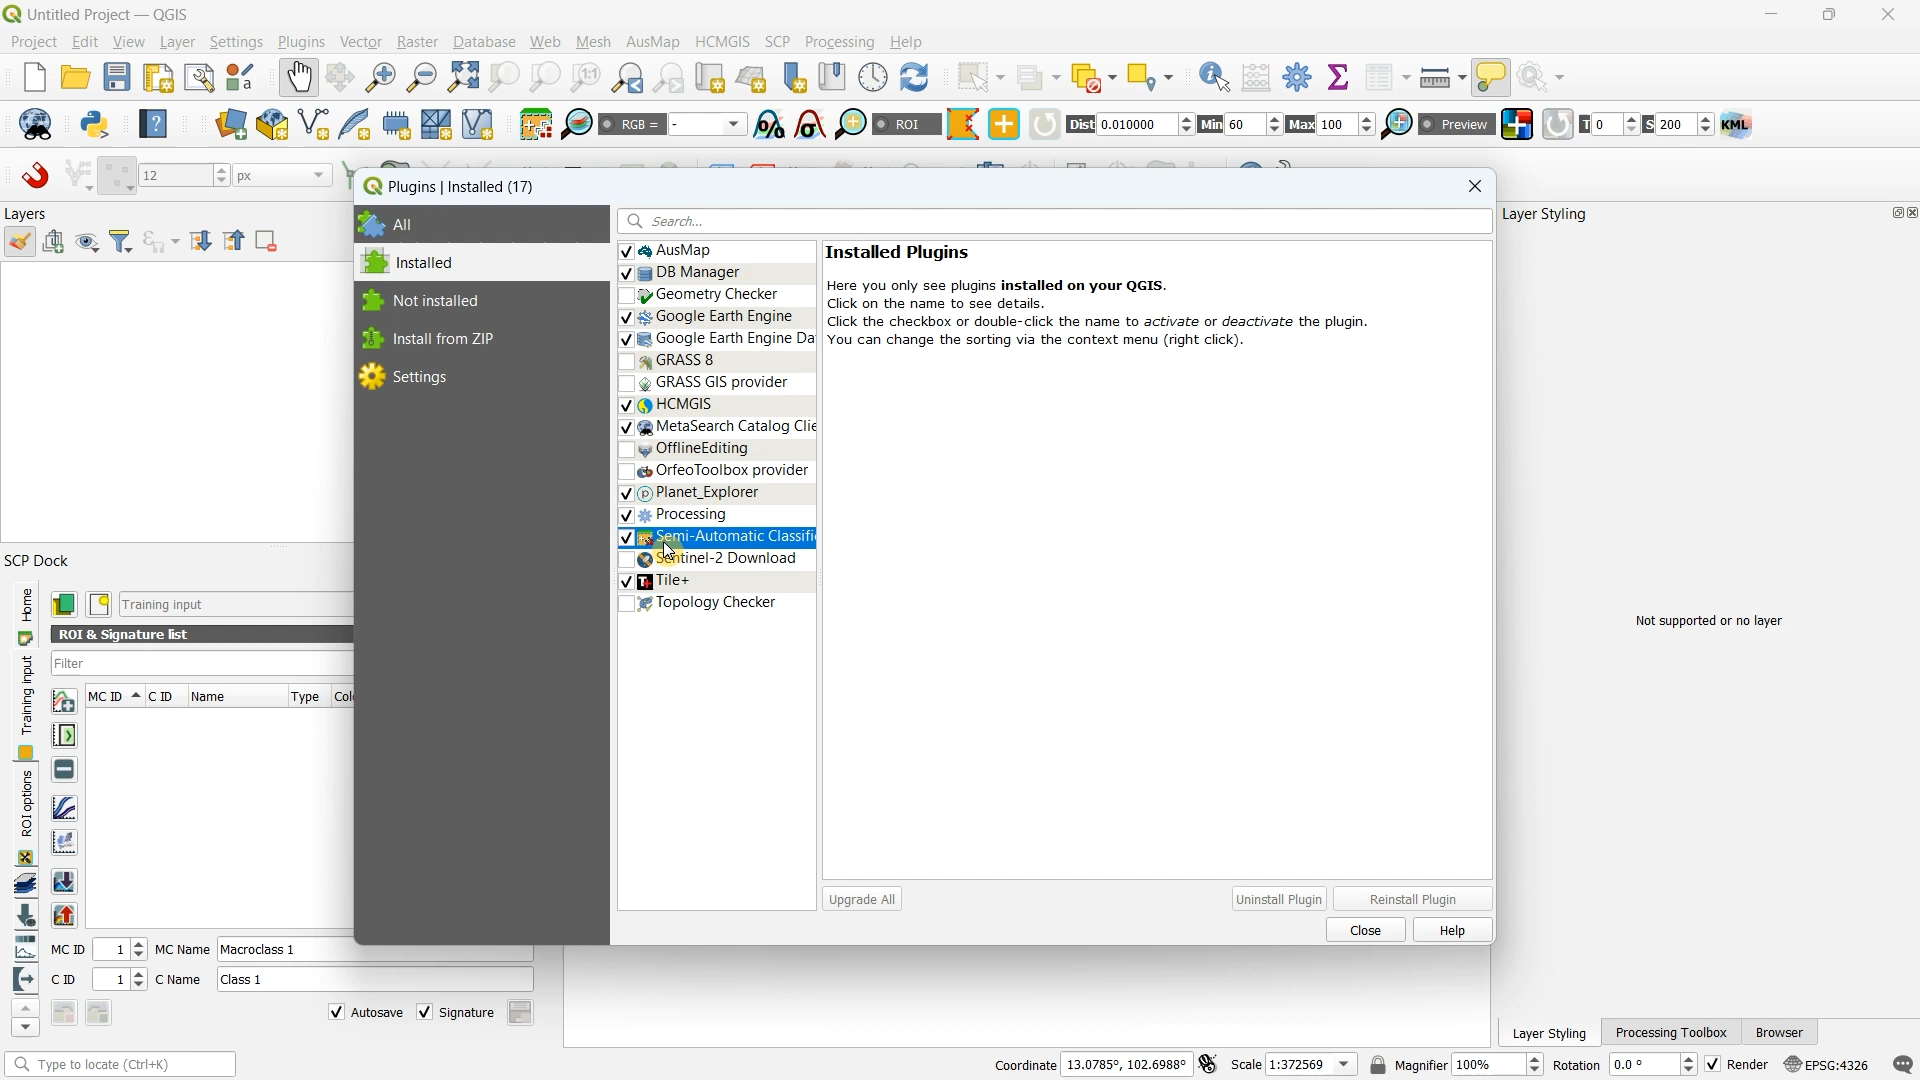 Untitled Project — QGIS
Project Edit View Layer Settings Plugins Vector Raster Database Web Mesh AusMap HCMGIS SCP Processing Help
RGB = - ROI Dist 0.010000 Min 60 Max 100 Preview T 0 S 200 KML
12 px
Plugins | Installed (17)
Layers
Layer Styling
All
Installed
Not installed
Install from ZIP
Settings
Search...
AusMap
DB Manager
Geometry Checker
Google Earth Engine
Google Earth Engine Da
GRASS 8
GRASS GIS provider
HCMGIS
MetaSearch Catalog Clie
OfflineEditing
OrfeoToolbox provider
Planet_Explorer
Processing
Semi-Automatic Classifi
Sentinel-2 Download
Tile+
Topology Checker
Installed Plugins
Here you only see plugins installed on your QGIS.
Click on the name to see details.
Click the checkbox or double-click the name to activate or deactivate the plugin.
You can change the sorting via the context menu (right click).
Upgrade All
Uninstall Plugin
Reinstall Plugin
Close
Help
SCP Dock
Home
Training input
ROI options
Training input
ROI & Signature list
Filter
MC ID C ID Name Type Col
MC ID 1 MC Name Macroclass 1
C ID 1 C Name Class 1
Autosave Signature
Not supported or no layer
Layer Styling Processing Toolbox Browser
Type to locate (Ctrl+K)
Coordinate 13.0785°, 102.6988° Scale 1:372569 Magnifier 100% Rotation 0.0 ° Render EPSG:4326